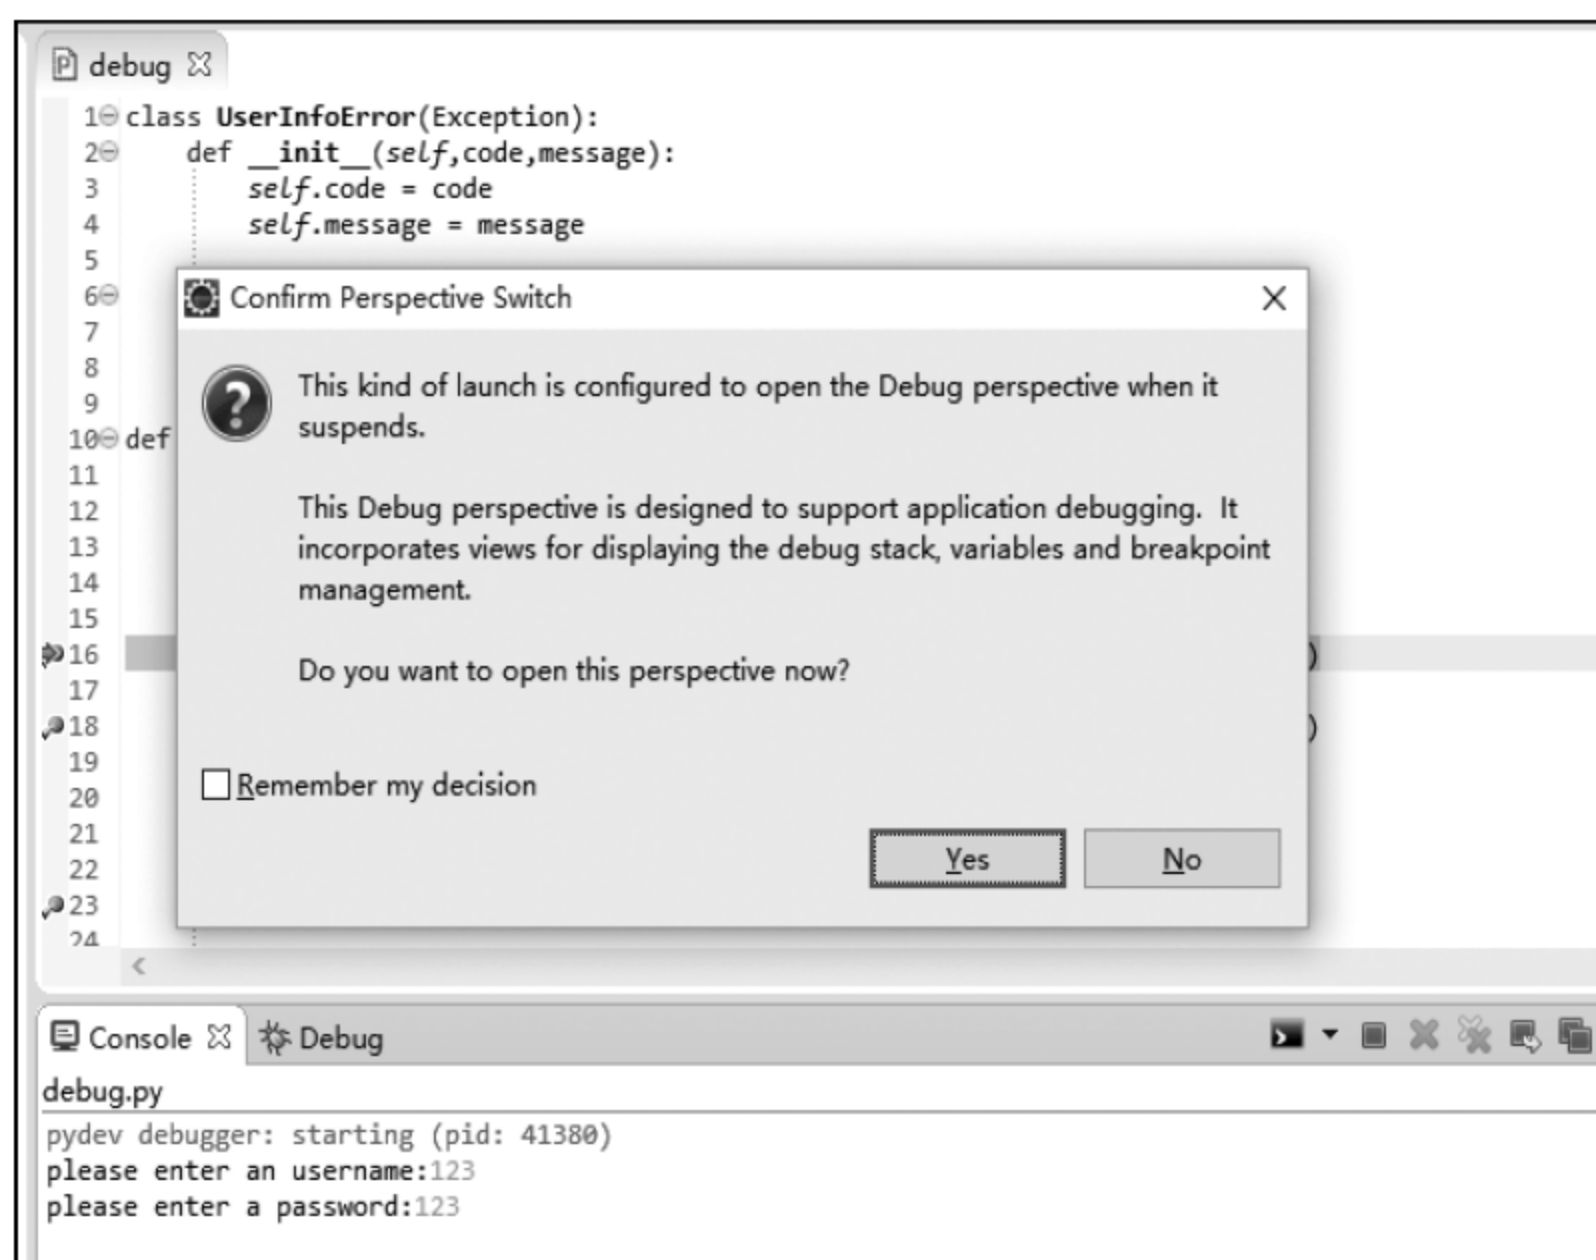 debug
1 class UserInfoError(Exception):
2 def __init__(self,code,message):
3 self.code = code
4 self.message = message
5
6
7
8
9
10 def
11
12
13
14
15
16 )
17
18 )
19
20
21
22
23
24
Confirm Perspective Switch
This kind of launch is configured to open the Debug perspective when it
suspends.
This Debug perspective is designed to support application debugging. It
incorporates views for displaying the debug stack, variables and breakpoint
management.
Do you want to open this perspective now?
Remember my decision
Yes No
Console Debug
debug.py
pydev debugger: starting (pid: 41380)
please enter an username:123
please enter a password:123